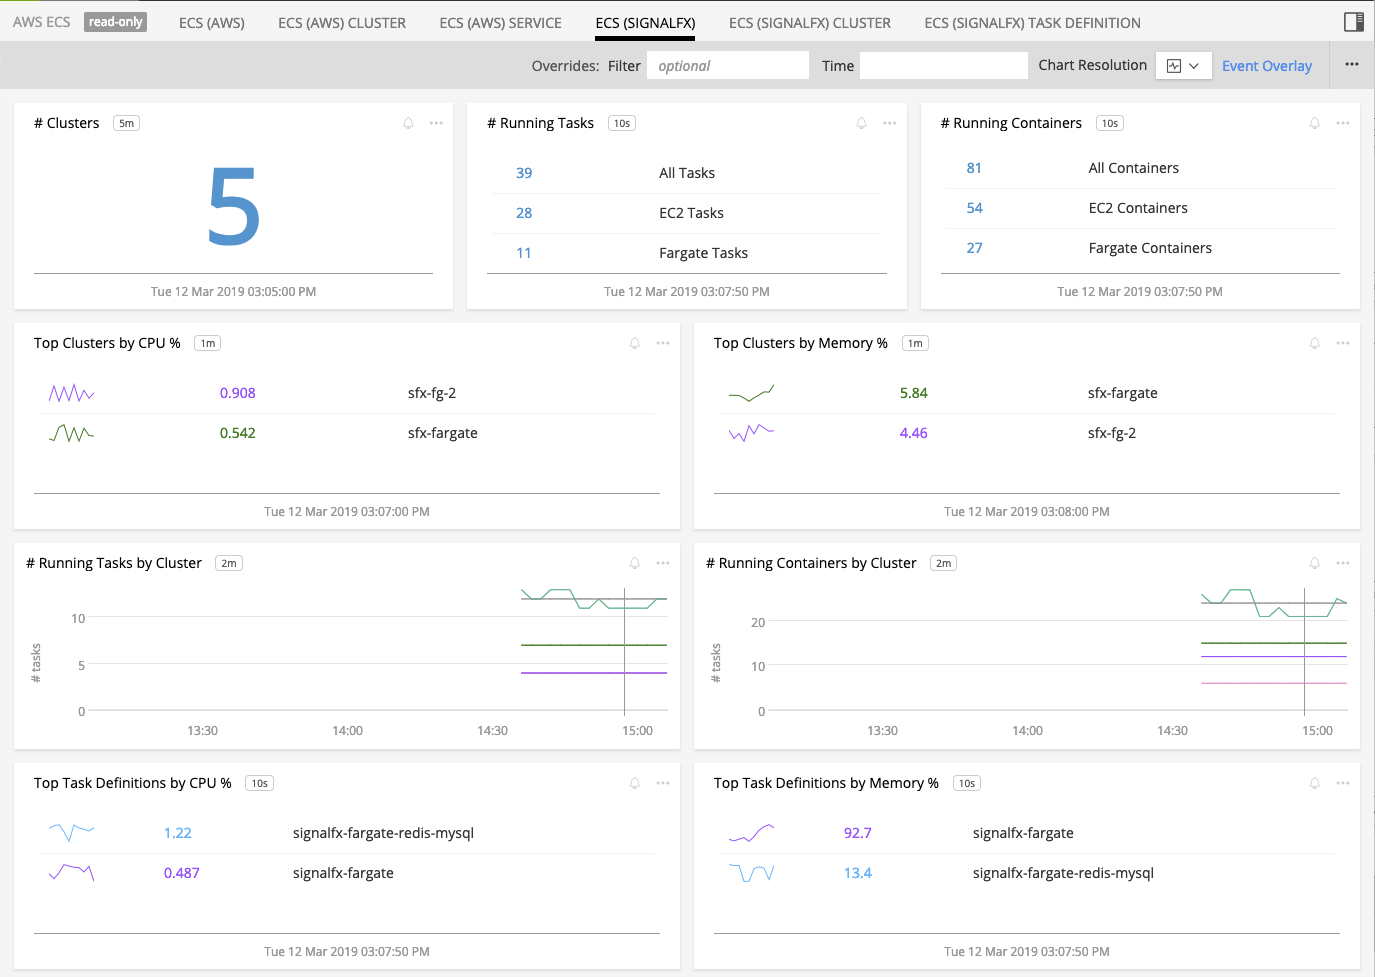 AWS ECS read-only ECS (AWS) ECS (AWS) CLUSTER ECS (AWS) SERVICE ECS (SIGNALFX) ECS (SIGNALFX) CLUSTER ECS (SIGNALFX) TASK DEFINITION
Overrides: Filter optional Time Chart Resolution Event Overlay
# Clusters 5m
5
Tue 12 Mar 2019 03:05:00 PM
# Running Tasks 10s
39 All Tasks
28 EC2 Tasks
11 Fargate Tasks
Tue 12 Mar 2019 03:07:50 PM
# Running Containers 10s
81 All Containers
54 EC2 Containers
27 Fargate Containers
Tue 12 Mar 2019 03:07:50 PM
Top Clusters by CPU % 1m
0.908 sfx-fg-2
0.542 sfx-fargate
Tue 12 Mar 2019 03:07:00 PM
Top Clusters by Memory % 1m
5.84 sfx-fargate
4.46 sfx-fg-2
Tue 12 Mar 2019 03:08:00 PM
# Running Tasks by Cluster 2m
# tasks
10
5
0
13:30 14:00 14:30 15:00
# Running Containers by Cluster 2m
# tasks
20
10
0
13:30 14:00 14:30 15:00
Top Task Definitions by CPU % 10s
1.22 signalfx-fargate-redis-mysql
0.487 signalfx-fargate
Tue 12 Mar 2019 03:07:50 PM
Top Task Definitions by Memory % 10s
92.7 signalfx-fargate
13.4 signalfx-fargate-redis-mysql
Tue 12 Mar 2019 03:07:50 PM